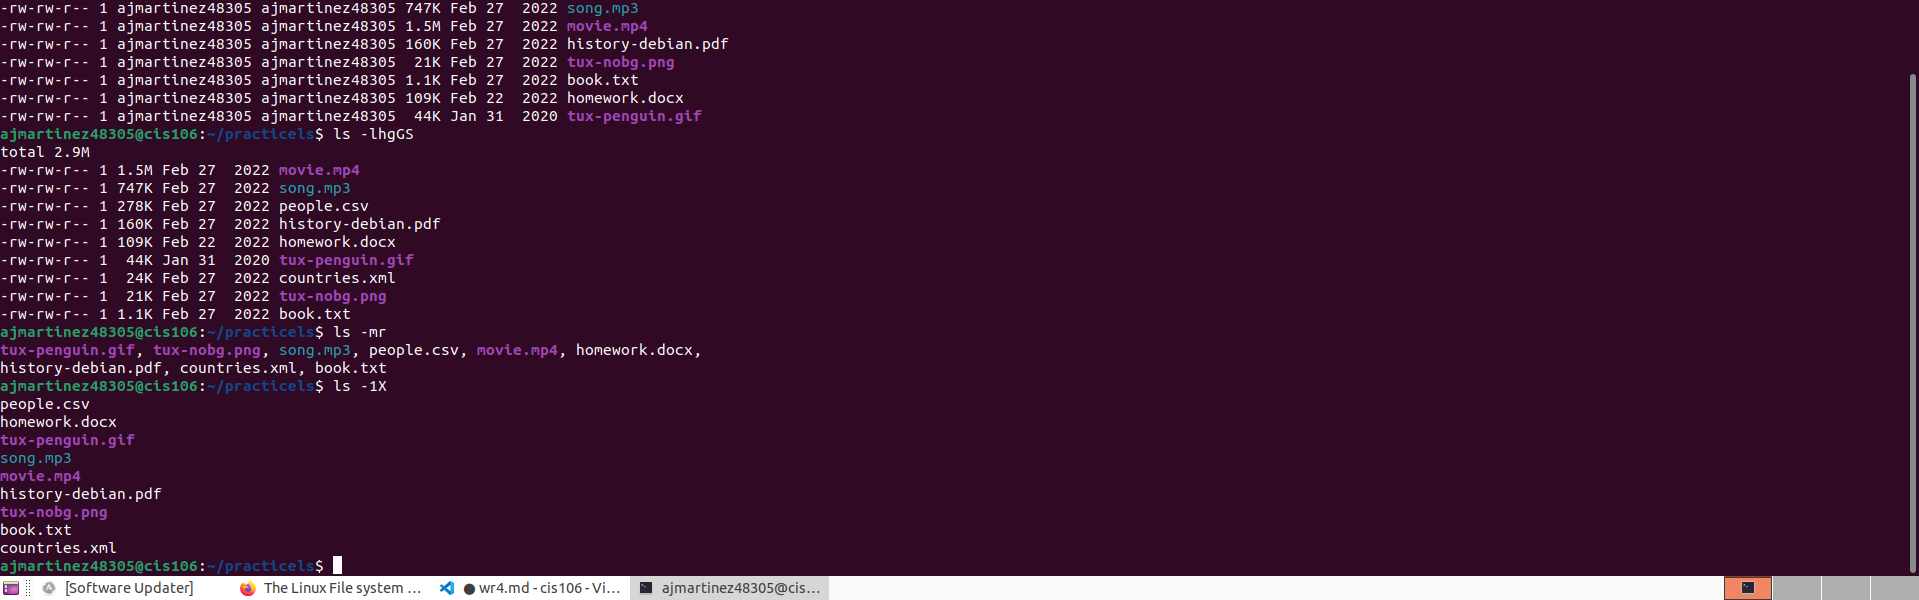 -rw-rw-r-- 1 ajmartinez48305 ajmartinez48305 747K Feb 27  2022 song.mp3
-rw-rw-r-- 1 ajmartinez48305 ajmartinez48305 1.5M Feb 27  2022 movie.mp4
-rw-rw-r-- 1 ajmartinez48305 ajmartinez48305 160K Feb 27  2022 history-debian.pdf
-rw-rw-r-- 1 ajmartinez48305 ajmartinez48305  21K Feb 27  2022 tux-nobg.png
-rw-rw-r-- 1 ajmartinez48305 ajmartinez48305 1.1K Feb 27  2022 book.txt
-rw-rw-r-- 1 ajmartinez48305 ajmartinez48305 109K Feb 22  2022 homework.docx
-rw-rw-r-- 1 ajmartinez48305 ajmartinez48305  44K Jan 31  2020 tux-penguin.gif
ajmartinez48305@cis106:~/practicels$ ls -lhgGS
total 2.9M
-rw-rw-r-- 1 1.5M Feb 27  2022 movie.mp4
-rw-rw-r-- 1 747K Feb 27  2022 song.mp3
-rw-rw-r-- 1 278K Feb 27  2022 people.csv
-rw-rw-r-- 1 160K Feb 27  2022 history-debian.pdf
-rw-rw-r-- 1 109K Feb 22  2022 homework.docx
-rw-rw-r-- 1  44K Jan 31  2020 tux-penguin.gif
-rw-rw-r-- 1  24K Feb 27  2022 countries.xml
-rw-rw-r-- 1  21K Feb 27  2022 tux-nobg.png
-rw-rw-r-- 1 1.1K Feb 27  2022 book.txt
ajmartinez48305@cis106:~/practicels$ ls -mr
tux-penguin.gif, tux-nobg.png, song.mp3, people.csv, movie.mp4, homework.docx,
history-debian.pdf, countries.xml, book.txt
ajmartinez48305@cis106:~/practicels$ ls -1X
people.csv
homework.docx
tux-penguin.gif
song.mp3
movie.mp4
history-debian.pdf
tux-nobg.png
book.txt
countries.xml
ajmartinez48305@cis106:~/practicels$
[Software Updater] The Linux File system ... ● wr4.md - cis106 - Vi... ajmartinez48305@cis...